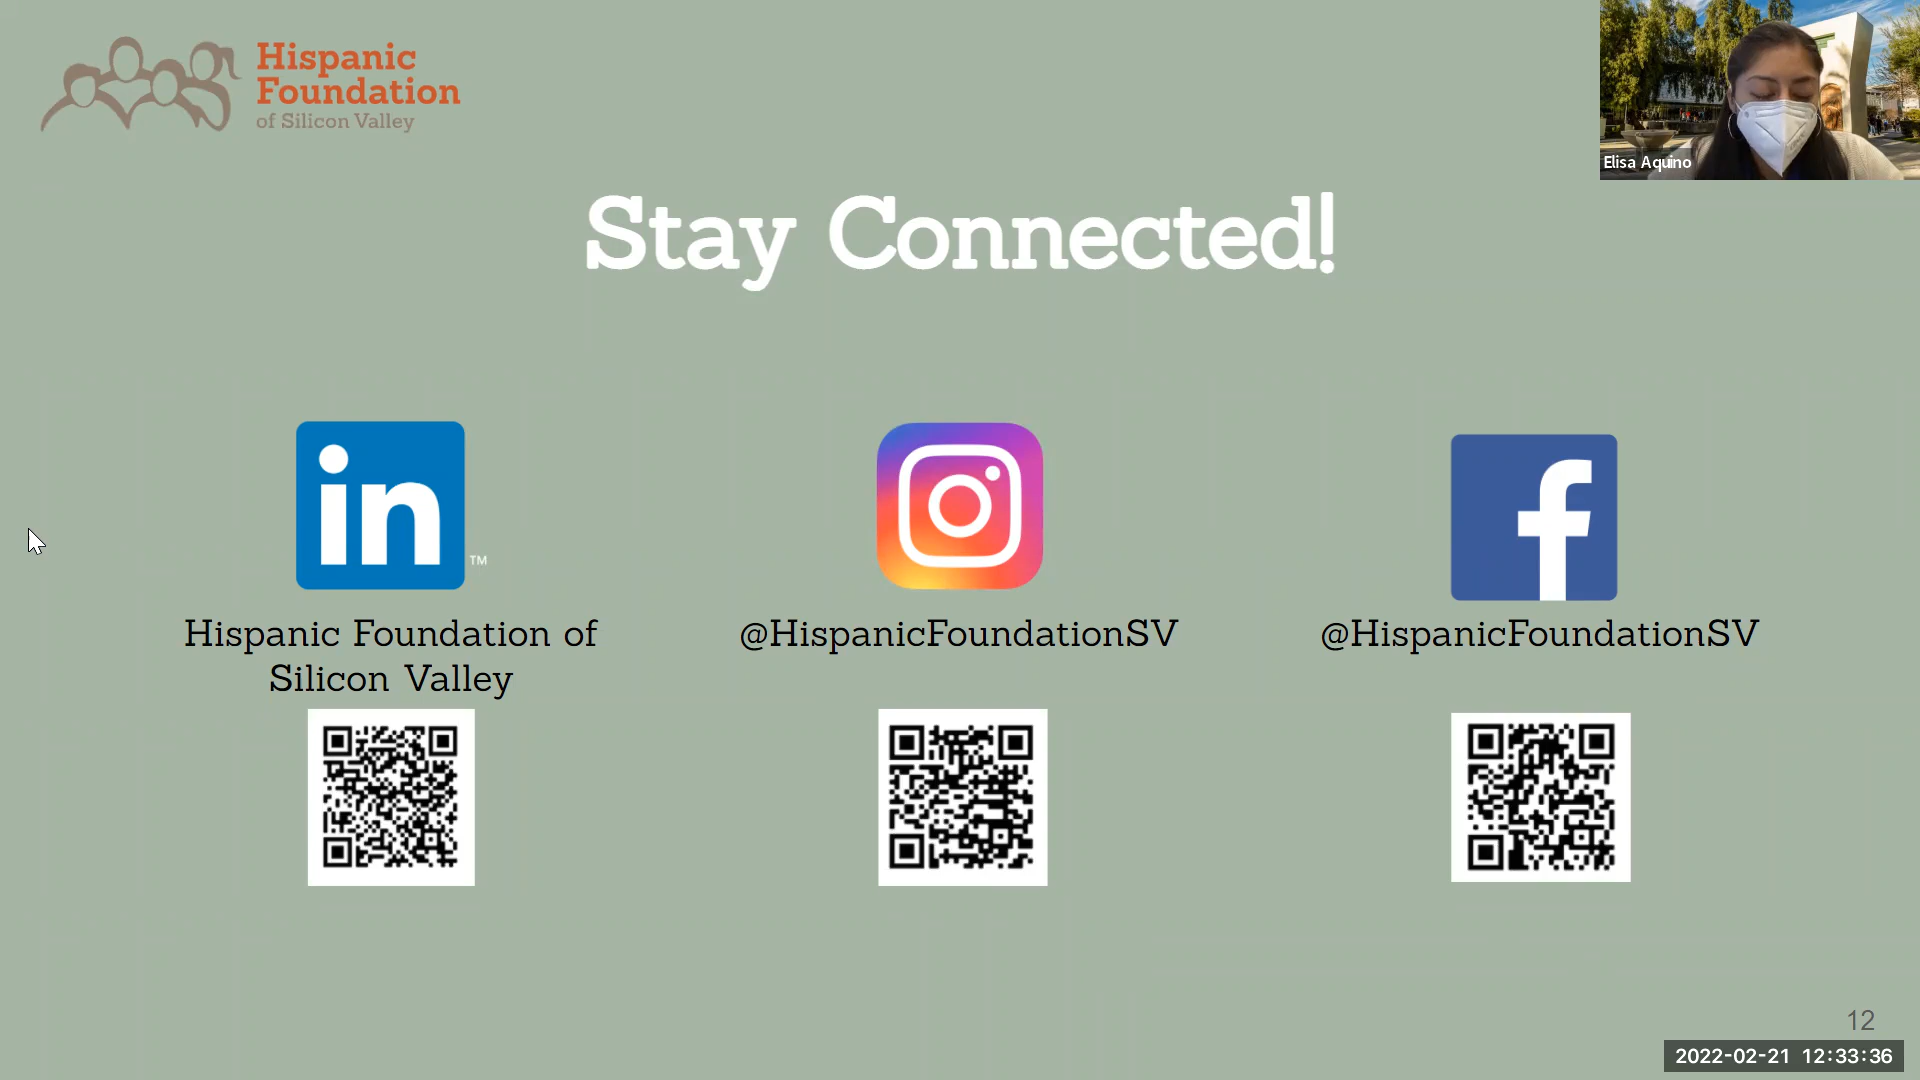 Hispanic
Foundation
of Silicon Valley
Elisa Aquino
Stay Connected!
in
TM
f
Hispanic Foundation of
Silicon Valley
@HispanicFoundationSV
@HispanicFoundationSV
12
2022-02-21 12:33:36